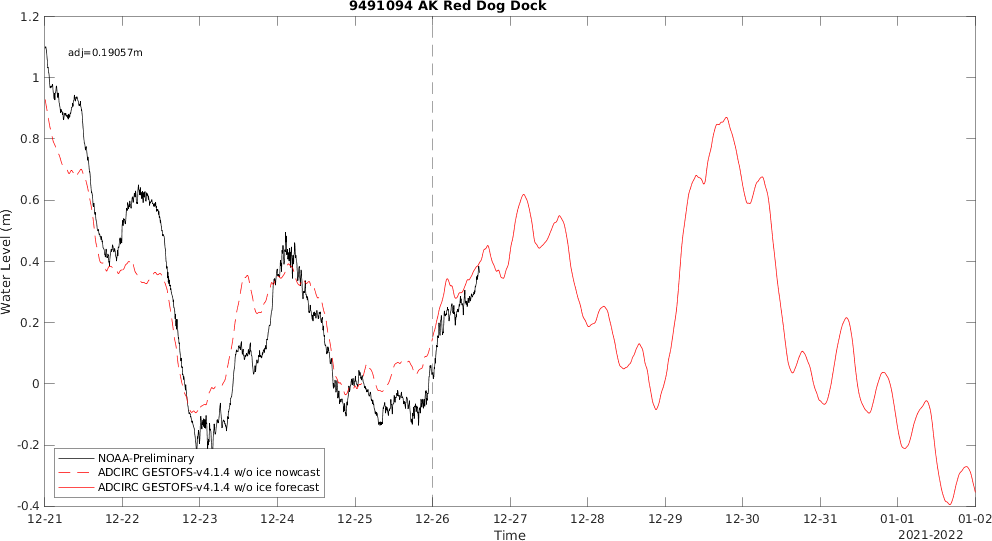 9491094 AK Red Dog Dock
1.2
1
0.8
0.6
0.4
0.2
0
-0.2
-0.4
Water Level (m)
adj=0.19057m
NOAA-Preliminary
ADCIRC GESTOFS-v4.1.4 w/o ice nowcast
ADCIRC GESTOFS-v4.1.4 w/o ice forecast
12-21 12-22 12-23 12-24 12-25 12-26 12-27 12-28 12-29 12-30 12-31 01-01 01-02
Time
2021-2022